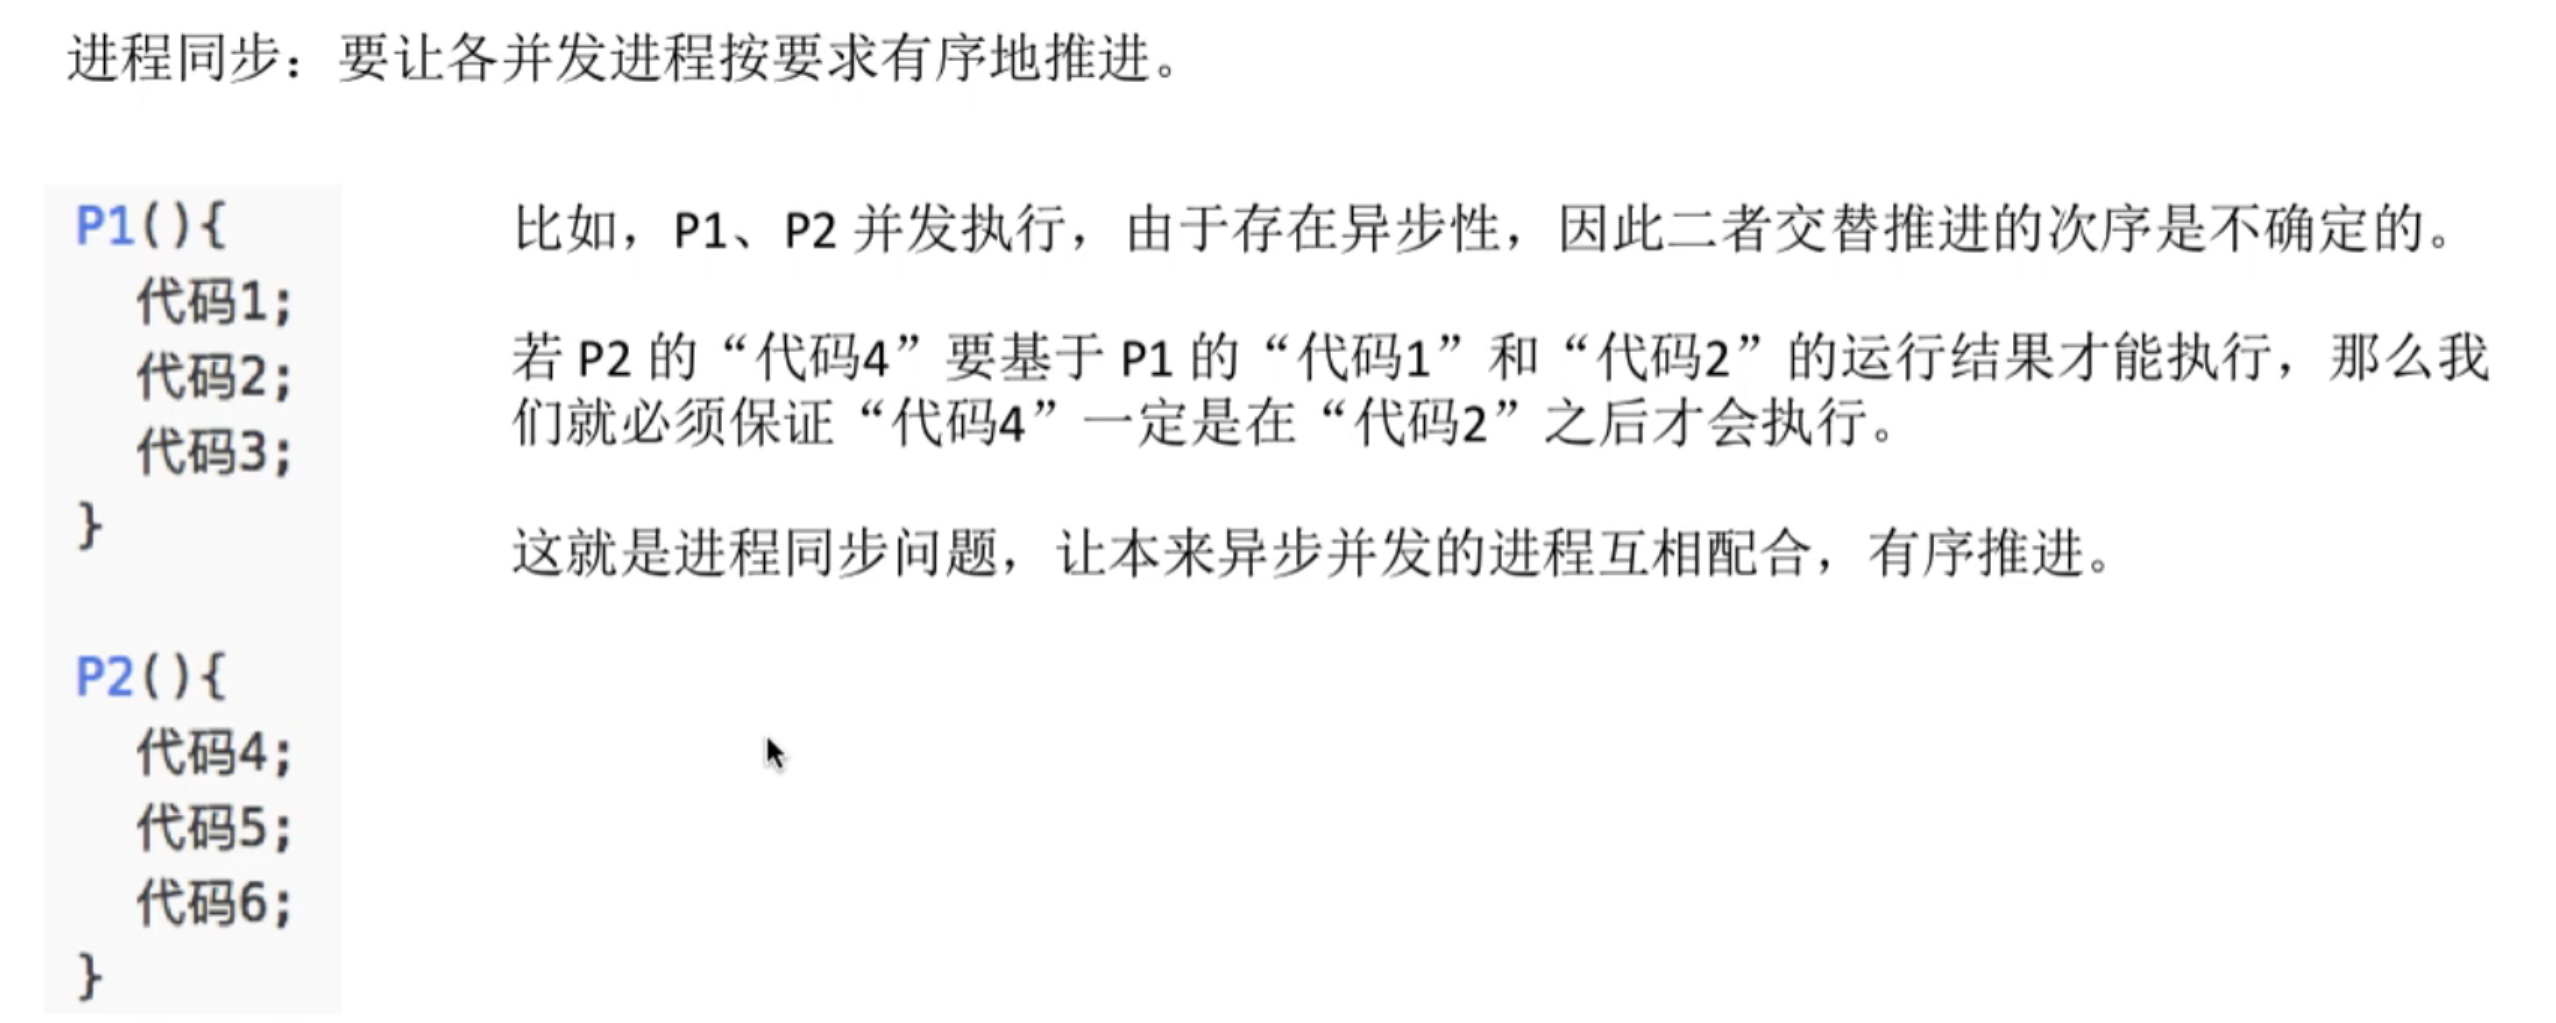 进程同步：要让各并发进程按要求有序地推进。
P1(){
代码1;
代码2;
代码3;
}
P2(){
代码4;
代码5;
代码6;
}
比如，P1、P2 并发执行，由于存在异步性，因此二者交替推进的次序是不确定的。
若 P2 的“代码4”要基于 P1 的“代码1”和“代码2”的运行结果才能执行，那么我
们就必须保证“代码4”一定是在“代码2”之后才会执行。
这就是进程同步问题，让本来异步并发的进程互相配合，有序推进。